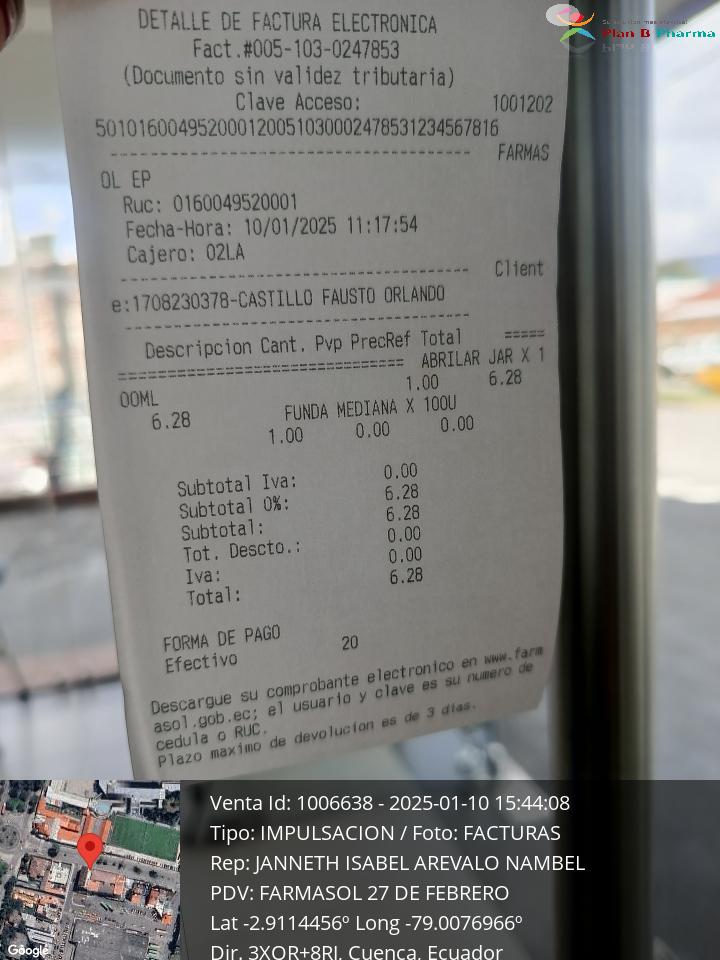 Plan B Pharma
DETALLE DE FACTURA ELECTRONICA
Fact.#005-103-0247853
(Documento sin validez tributaria)
Clave Acceso: 1001202
501016004952000120051030002478531234567816
FARMAS
OL EP
Ruc: 0160049520001
Fecha-Hora: 10/01/2025 11:17:54
Cajero: 02LA
Client
e:1708230378-CASTILLO FAUSTO ORLANDO
Descripcion Cant. Pvp PrecRef Total =====
============================== ABRILAR JAR X 1
00ML 1.00 6.28
6.28 FUNDA MEDIANA X 100U
1.00 0.00 0.00
Subtotal Iva: 0.00
Subtotal 0%: 6.28
Subtotal: 6.28
Tot. Descto.: 0.00
Iva: 0.00
Total: 6.28
FORMA DE PAGO
Efectivo 20
Descargue su comprobante electronico en www.farm
asol.gob.ec; el usuario y clave es su numero de
cedula o RUC.
Plazo maximo de devolucion es de 3 dias.
Venta Id: 1006638 - 2025-01-10 15:44:08
Tipo: IMPULSACION / Foto: FACTURAS
Rep: JANNETH ISABEL AREVALO NAMBEL
PDV: FARMASOL 27 DE FEBRERO
Lat -2.9114456º Long -79.0076966º
Dir. 3XQR+8RJ, Cuenca, Ecuador
Google